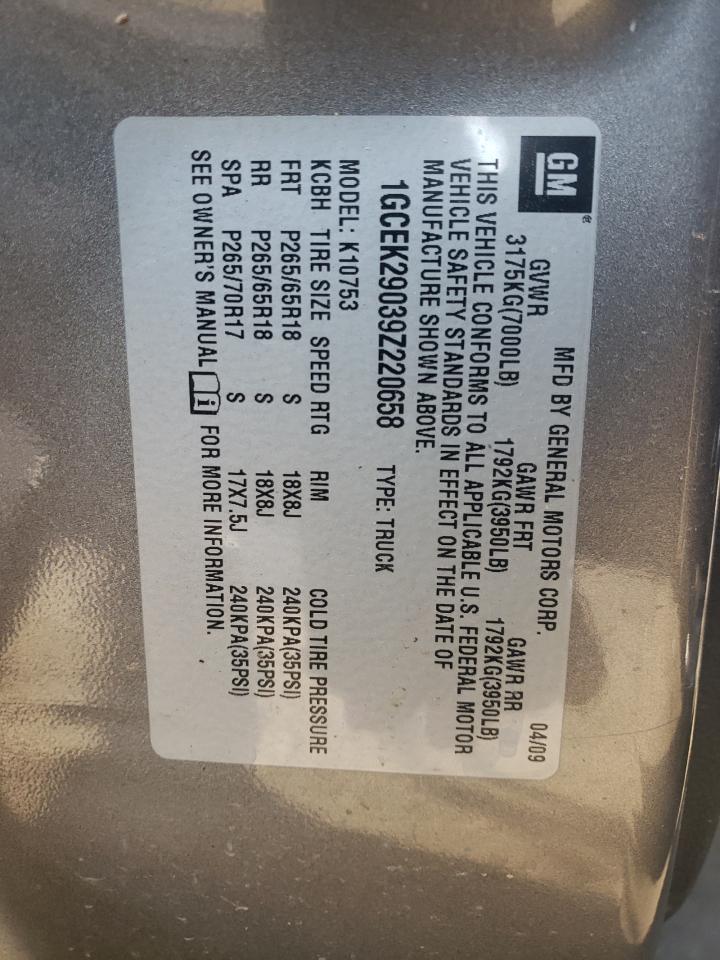 GM
MFD BY GENERAL MOTORS CORP.
04/09
GVWR GAWR FRT GAWR RR
3175KG(7000LB) 1792KG(3950LB) 1792KG(3950LB)
THIS VEHICLE CONFORMS TO ALL APPLICABLE U.S. FEDERAL MOTOR
VEHICLE SAFETY STANDARDS IN EFFECT ON THE DATE OF
MANUFACTURE SHOWN ABOVE.
1GCEK29039Z220658 TYPE: TRUCK
MODEL: K10753
KCBH TIRE SIZE SPEED RTG RIM COLD TIRE PRESSURE
FRT P265/65R18 S 18X8J 240KPA(35PSI)
RR P265/65R18 S 18X8J 240KPA(35PSI)
SPA P265/70R17 S 17X7.5J 240KPA(35PSI)
SEE OWNER'S MANUAL i FOR MORE INFORMATION.